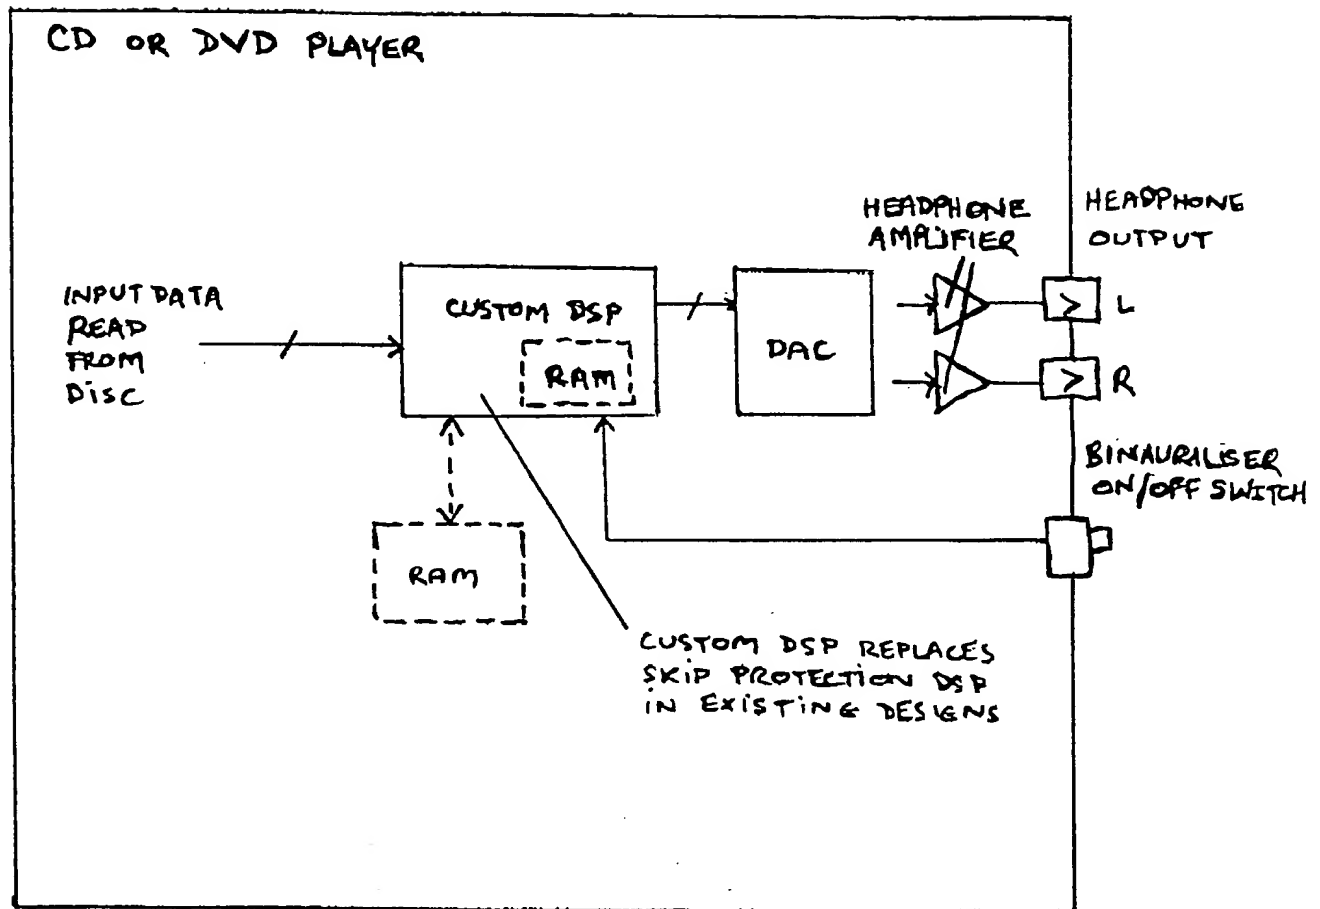 CD OR DVD PLAYER
HEADPHONE
AMPLIFIER
HEADPHONE
OUTPUT
INPUT DATA
READ
FROM
DISC
CUSTOM DSP
RAM
DAC
L
R
BINAURALISER
ON/OFF SWITCH
RAM
CUSTOM DSP REPLACES
SKIP PROTECTION DSP
IN EXISTING DESIGNS